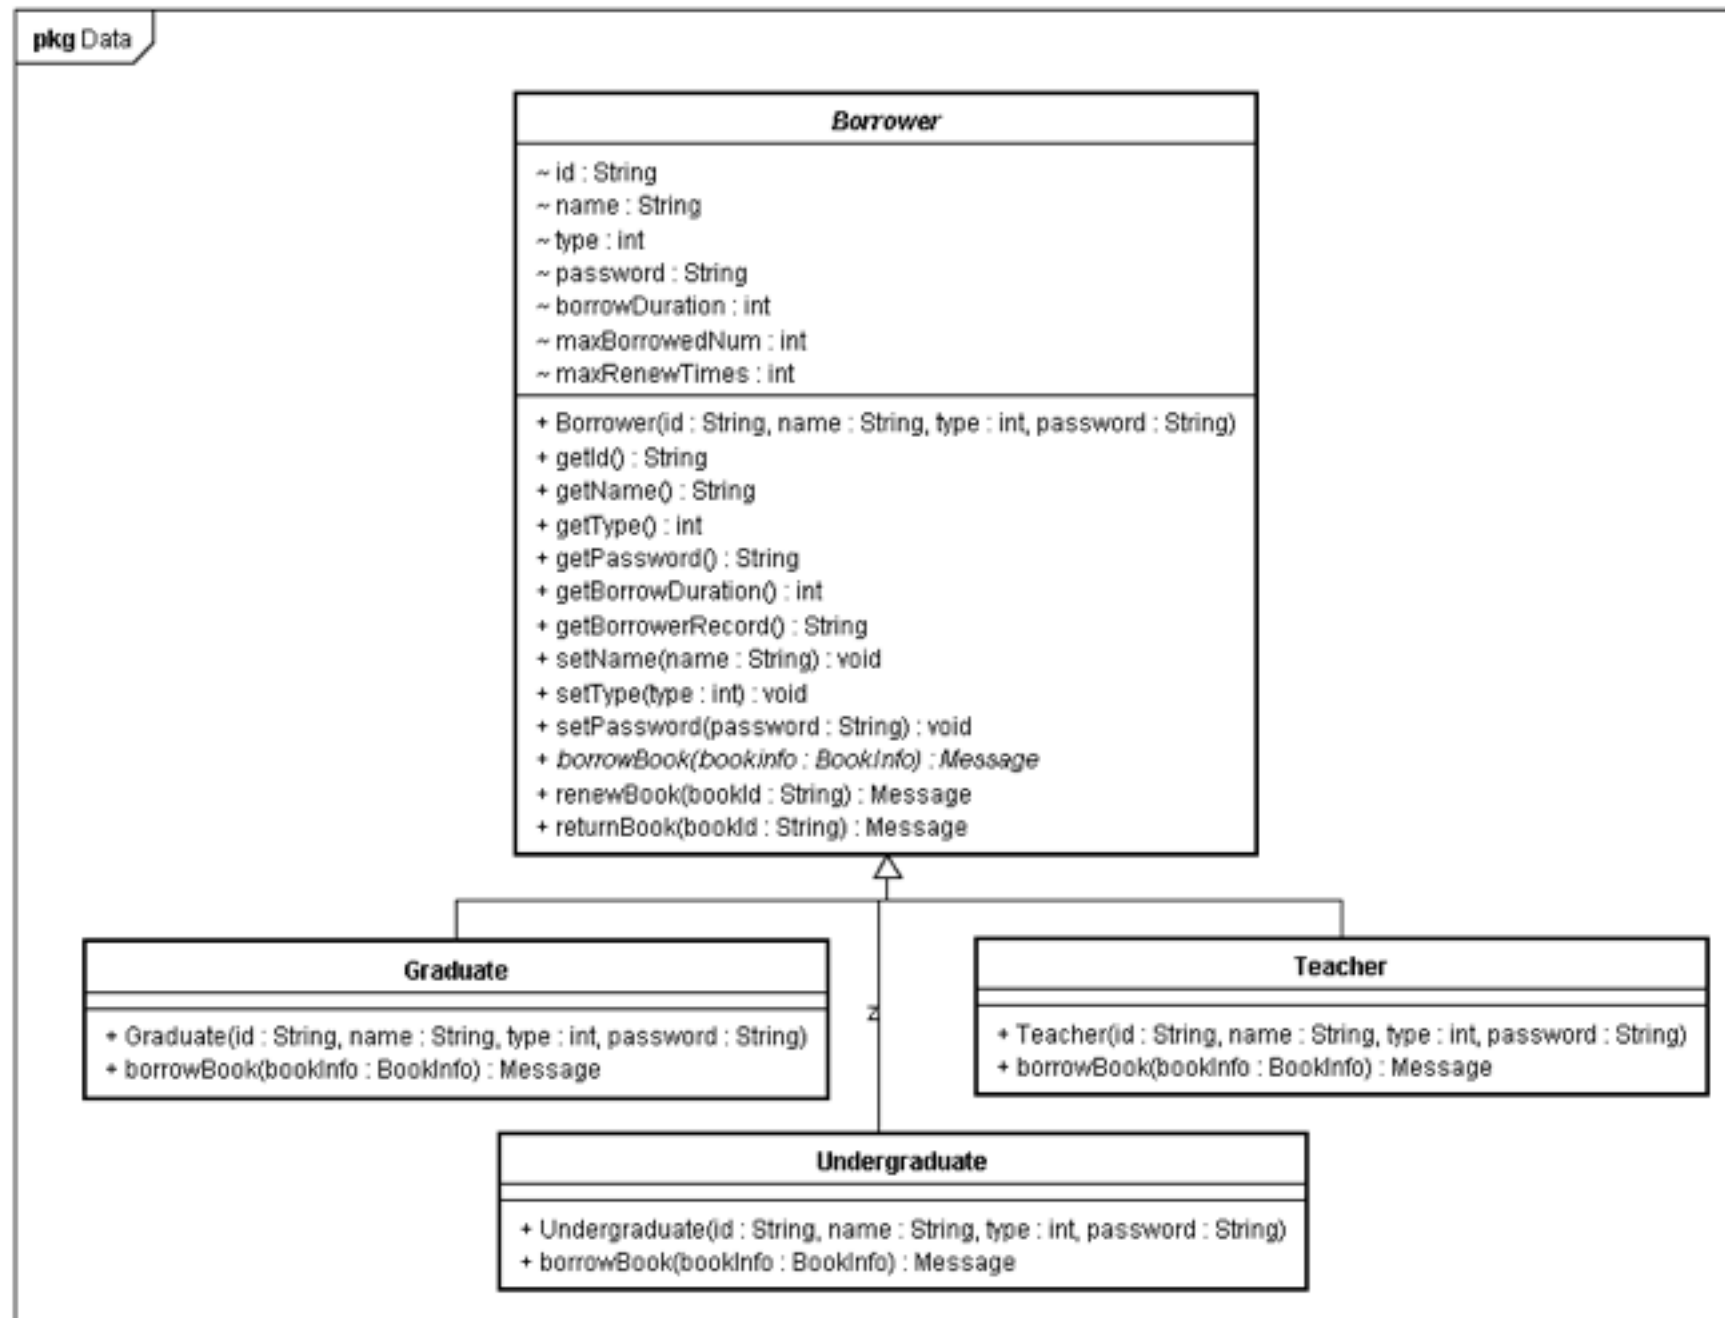 pkg Data
Borrower
~ id : String
~ name : String
~ type : int
~ password : String
~ borrowDuration : int
~ maxBorrowedNum : int
~ maxRenewTimes : int
+ Borrower(id : String, name : String, type : int, password : String)
+ getId() : String
+ getName() : String
+ getType() : int
+ getPassword() : String
+ getBorrowDuration() : int
+ getBorrowerRecord() : String
+ setName(name : String) : void
+ setType(type : int) : void
+ setPassword(password : String) : void
+ borrowBook(bookinfo : BookInfo) : Message
+ renewBook(bookId : String) : Message
+ returnBook(bookId : String) : Message
Graduate
+ Graduate(id : String, name : String, type : int, password : String)
+ borrowBook(bookInfo : BookInfo) : Message
Teacher
+ Teacher(id : String, name : String, type : int, password : String)
+ borrowBook(bookInfo : BookInfo) : Message
Undergraduate
+ Undergraduate(id : String, name : String, type : int, password : String)
+ borrowBook(bookInfo : BookInfo) : Message